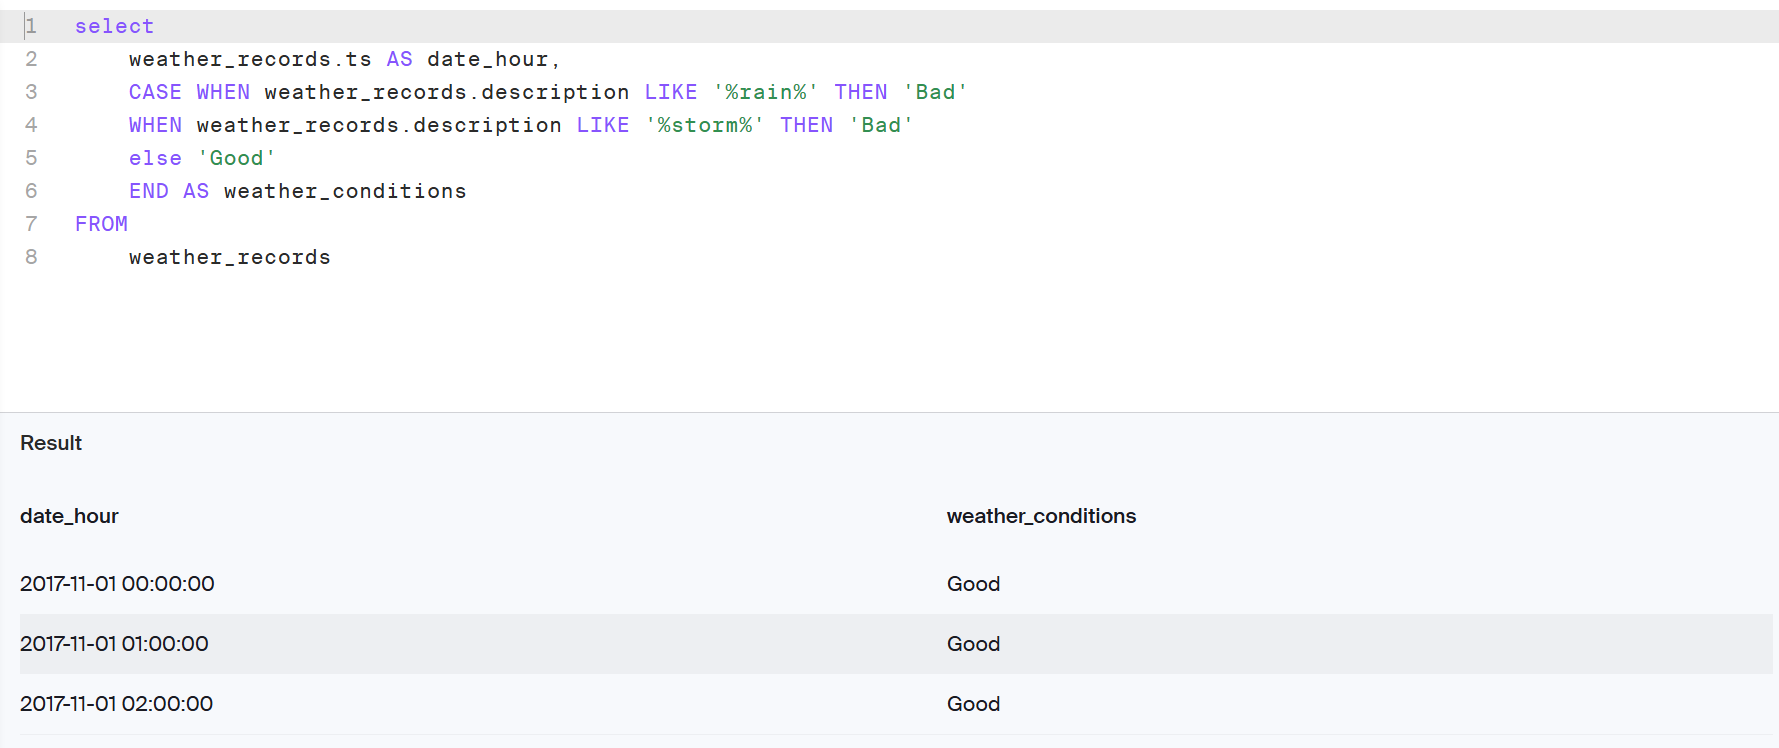 1 select
2 weather_records.ts AS date_hour,
3 CASE WHEN weather_records.description LIKE '%rain%' THEN 'Bad'
4 WHEN weather_records.description LIKE '%storm%' THEN 'Bad'
5 else 'Good'
6 END AS weather_conditions
7 FROM
8 weather_records
Result
date_hour weather_conditions
2017-11-01 00:00:00 Good
2017-11-01 01:00:00 Good
2017-11-01 02:00:00 Good